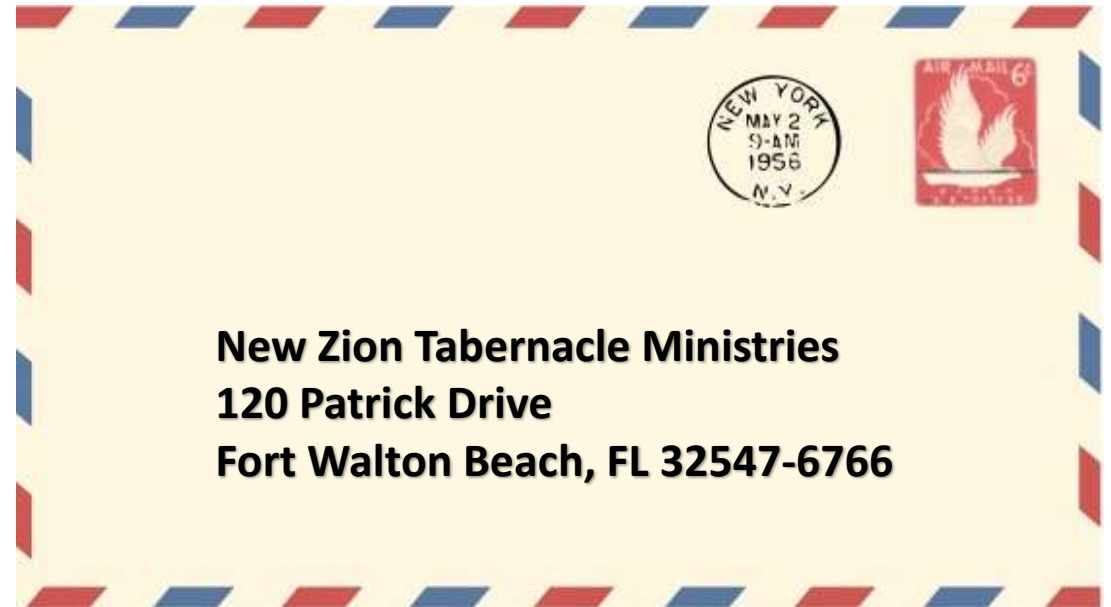 NEW YORK
MAY 2
9-AM
1956
N.Y.
AIR MAIL 6¢
New Zion Tabernacle Ministries
120 Patrick Drive
Fort Walton Beach, FL 32547-6766